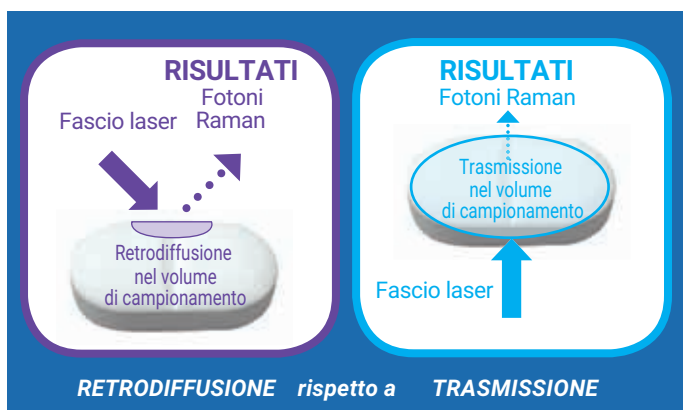 RISULTATI
Fotoni
Raman
Fascio laser
Retrodiffusione
nel volume
di campionamento
RISULTATI
Fotoni Raman
Trasmissione
nel volume
di campionamento
Fascio laser
RETRODIFFUSIONE rispetto a TRASMISSIONE